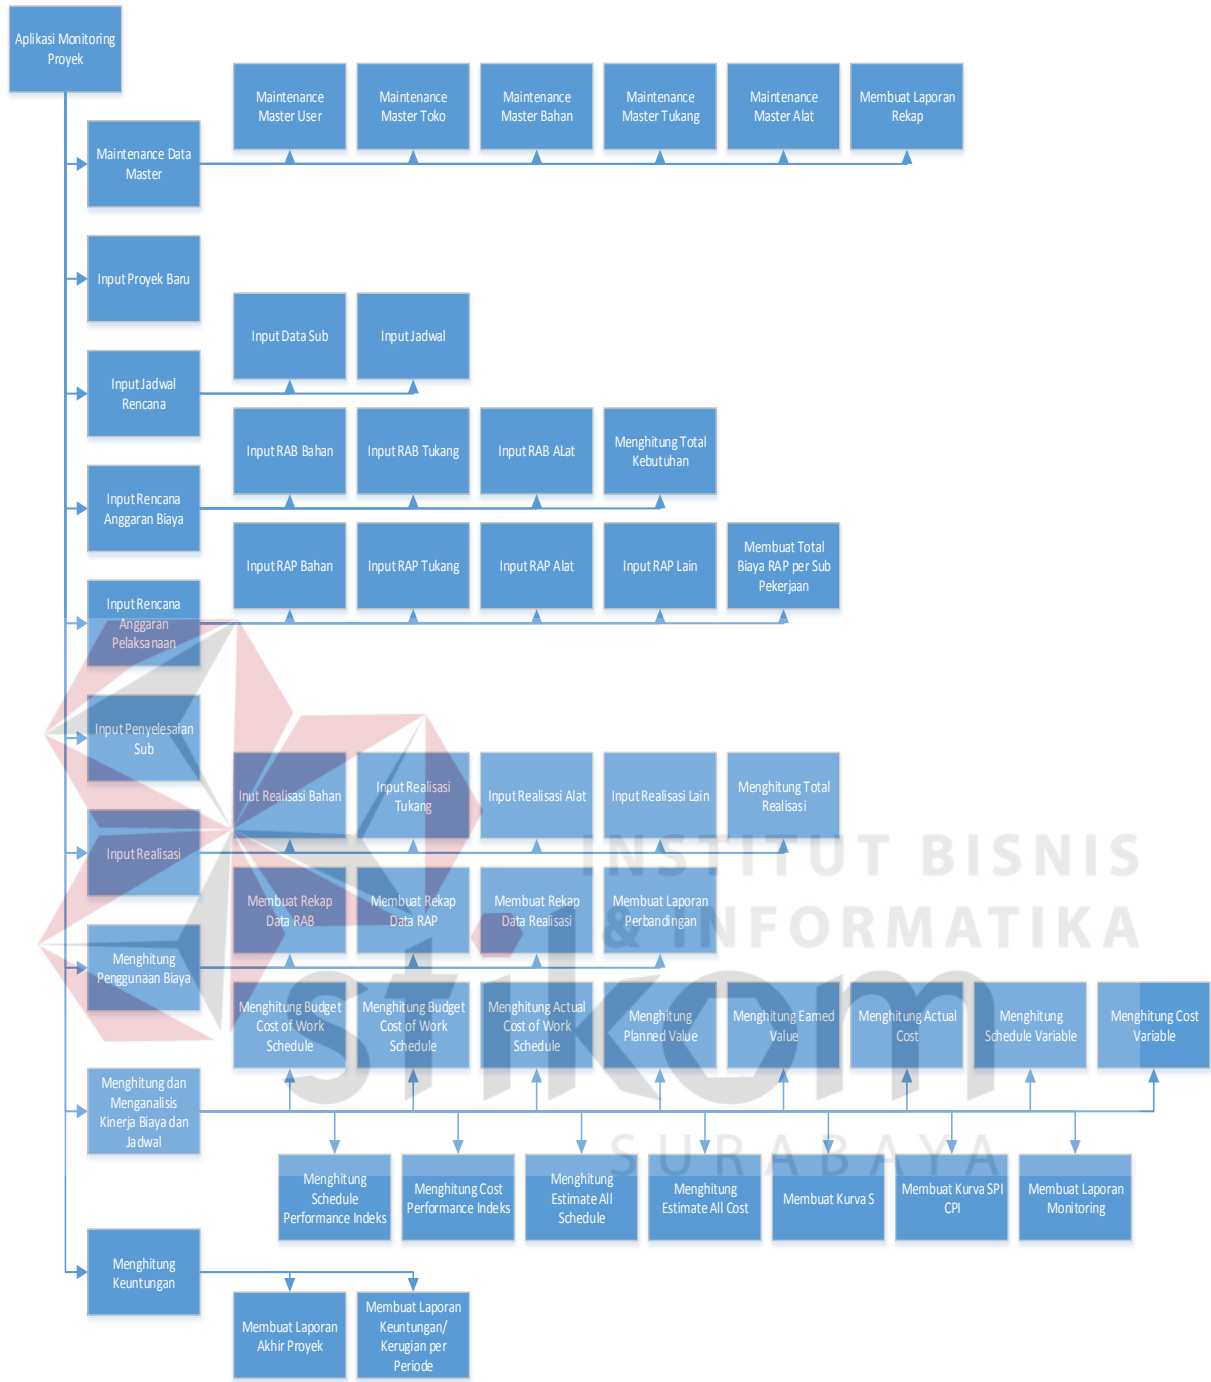 Aplikasi Monitoring
Proyek
Maintenance
Master User
Maintenance
Master Toko
Maintenance
Master Bahan
Maintenance
Master Tukang
Maintenance
Master Alat
Membuat Laporan
Rekap
Maintenance Data
Master
Input Proyek Baru
Input Data Sub
Input Jadwal
Input Jadwal
Rencana
Input RAB Bahan
Input RAB Tukang
Input RAB ALat
Menghitung Total
Kebutuhan
Input Rencana
Anggaran Biaya
Input RAP Bahan
Input RAP Tukang
Input RAP Alat
Input RAP Lain
Membuat Total
Biaya RAP per Sub
Pekerjaan
Input Rencana
Anggaran
Pelaksanaan
Input Penyelesaian
Sub
Inut Realisasi Bahan
Input Realisasi
Tukang
Input Realisasi Alat
Input Realisasi Lain
Menghitung Total
Realisasi
Input Realisasi
Membuat Rekap
Data RAB
Membuat Rekap
Data RAP
Membuat Rekap
Data Realisasi
Membuat Laporan
Perbandingan
Menghitung
Penggunaan Biaya
Menghitung Budget
Cost of Work
Schedule
Menghitung Budget
Cost of Work
Schedule
Menghitung Actual
Cost of Work
Schedule
Menghitung
Planned Value
Menghitung Earned
Value
Menghitung Actual
Cost
Menghitung
Schedule Variable
Menghitung Cost
Variable
Menghitung dan
Menganalisis
Kinerja Biaya dan
Jadwal
Menghitung
Schedule
Performance Indeks
Menghitung Cost
Performance Indeks
Menghitung
Estimate All
Schedule
Menghitung
Estimate All Cost
Membuat Kurva S
Membuat Kurva SPI
CPI
Membuat Laporan
Monitoring
Menghitung
Keuntungan
Membuat Laporan
Akhir Proyek
Membuat Laporan
Keuntungan/
Kerugian per
Periode
INSTITUT BISNIS
& INFORMATIKA
stikom
SURABAYA